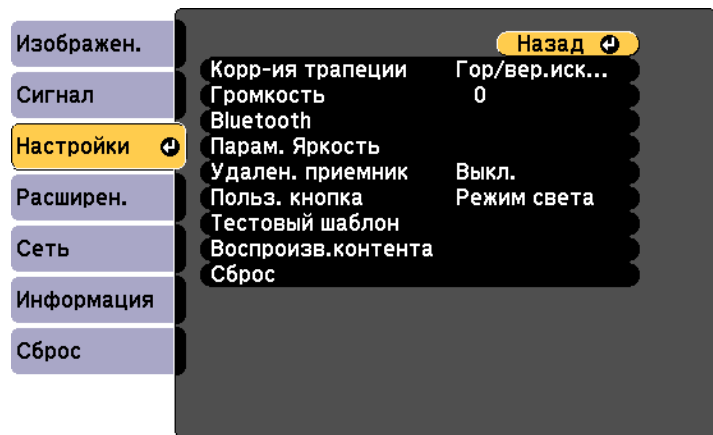 Изображен.
Сигнал
Настройки
Расширен.
Сеть
Информация
Сброс
Назад
Корр-ия трапеции Гор/вер.иск...
Громкость 0
Bluetooth
Парам. Яркость
Удален. приемник Выкл.
Польз. кнопка Режим света
Тестовый шаблон
Воспроизв.контента
Сброс